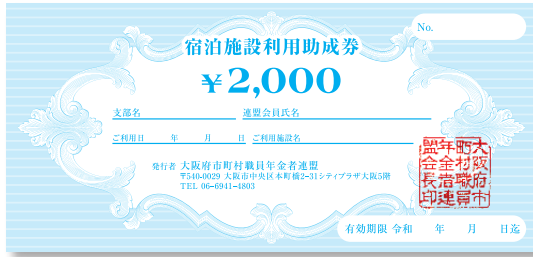 No.
宿泊施設利用助成券
¥2,000
支部名 連盟会員氏名
ご利用日 年 月 日 ご利用施設名
発行者 大阪府市町村職員年金者連盟
〒540-0029 大阪市中央区本町橋2-31シティプラザ大阪5階
TEL 06-6941-4803
大阪府市
町村職員
年金者連
盟会長印
有効期限 令和 年 月 日迄